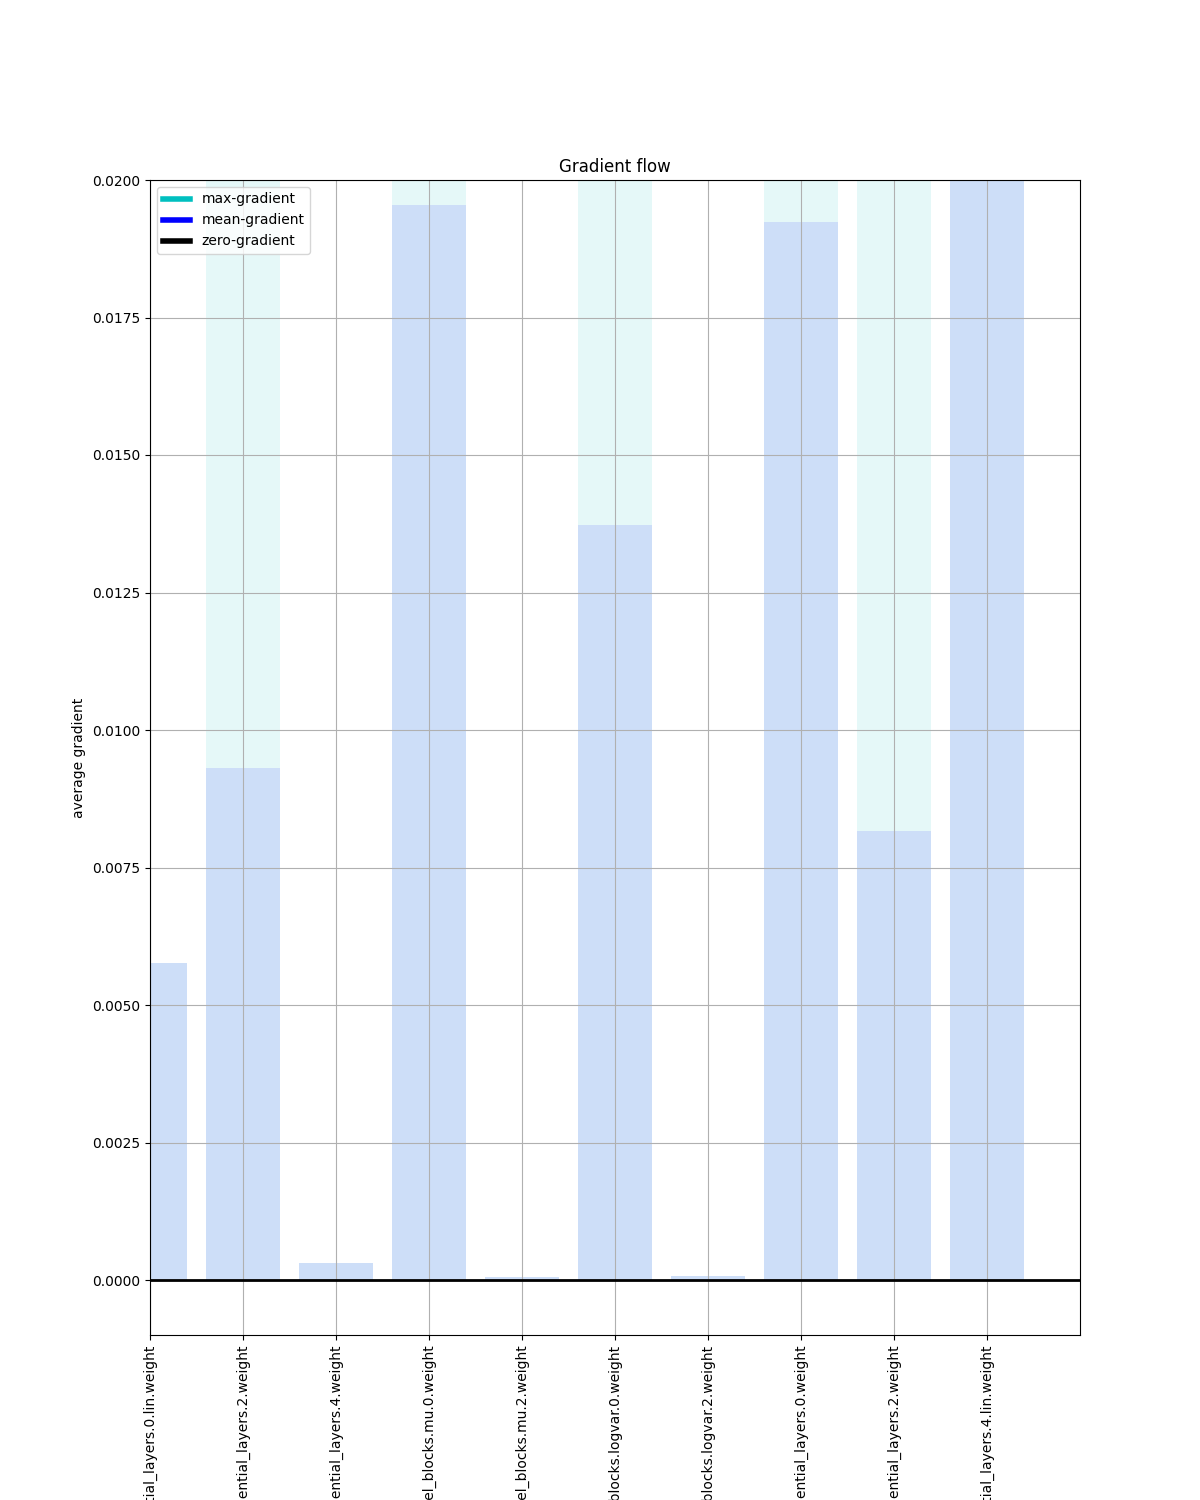 Gradient flow
max-gradient
mean-gradient
zero-gradient
0.0200
0.0175
0.0150
0.0125
0.0100
0.0075
0.0050
0.0025
0.0000
average gradient
tial_layers.0.lin.weight
ential_layers.2.weight
ential_layers.4.weight
el_blocks.mu.0.weight
el_blocks.mu.2.weight
blocks.logvar.0.weight
blocks.logvar.2.weight
ential_layers.0.weight
ential_layers.2.weight
tial_layers.4.lin.weight